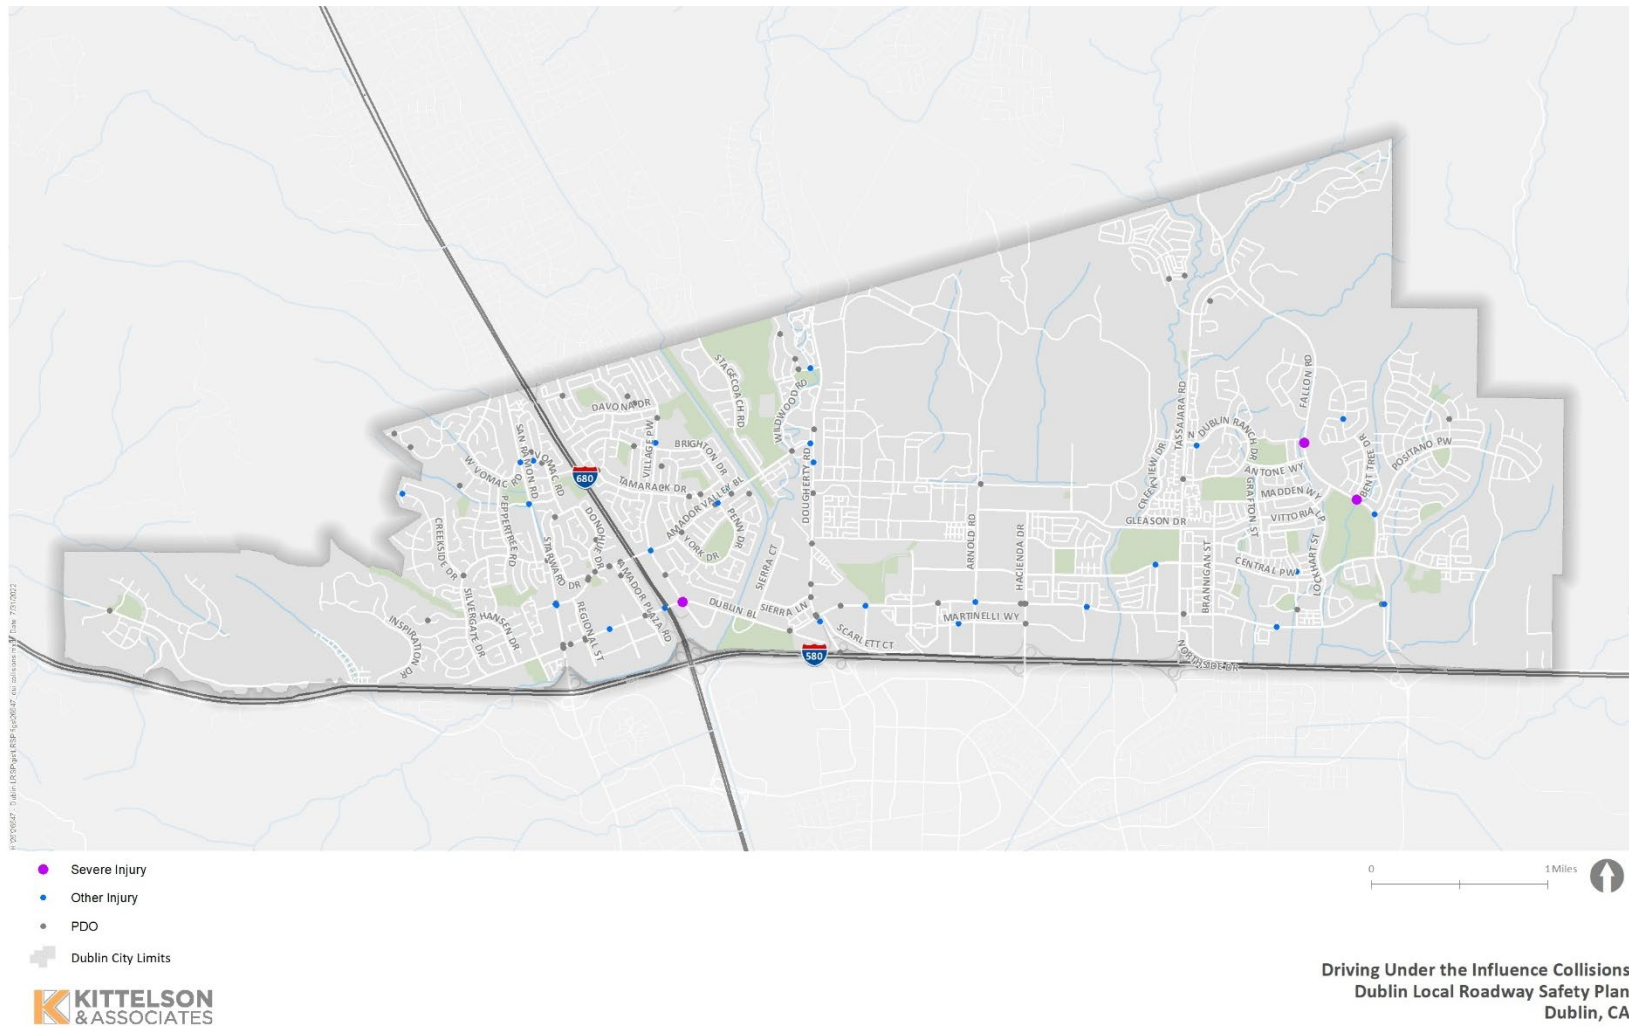 STAGECOACH RD
DAVONA DR
WILDWOOD RD
FALLON RD
TASSAJARA RD
SAN RAMON RD
VILLAGE PW
BRIGHTON DR
DUBLIN RANCH DR
BENT TREE DR
POSITANO PW
W VOMAC RD
VOMAC RD
680
TAMARACK DR
AMADOR VALLEY BL
DOUGHERTY RD
CREEKVIEW DR
ANTONE WY
GRAFTON ST
MADDEN WY
VITTORIA LP
PEPPERTREE RD
CREEKSIDE DR
DONOHUE DR
PENN DR
YORK DR
SIERRA CT
ARNOLD RD
HACIENDA DR
GLEASON DR
STARWARD DR
AMADOR PLAZA RD
BRANNIGAN ST
CENTRAL PW
LOCKHART ST
SILVERGATE DR
HANSEN DR
REGIONAL ST
DUBLIN BL
SIERRA LN
SCARLETT CT
MARTINELLI WY
INSPIRATION DR
580
NORTHSIDE DR
Severe Injury
Other Injury
PDO
Dublin City Limits
0 1 Miles
KITTELSON
& ASSOCIATES
Driving Under the Influence Collisions
Dublin Local Roadway Safety Plan
Dublin, CA